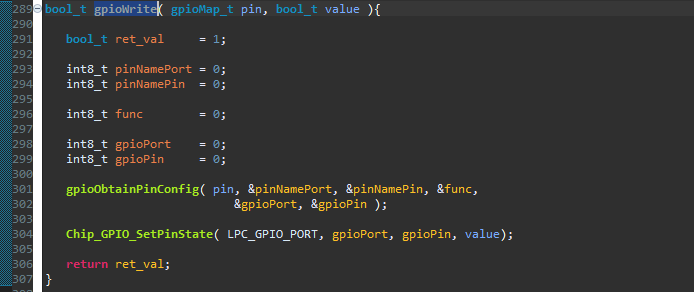 289 bool_t gpioWrite( gpioMap_t pin, bool_t value ){
290
291 bool_t ret_val = 1;
292
293 int8_t pinNamePort = 0;
294 int8_t pinNamePin = 0;
295
296 int8_t func = 0;
297
298 int8_t gpioPort = 0;
299 int8_t gpioPin = 0;
300
301 gpioObtainPinConfig( pin, &pinNamePort, &pinNamePin, &func,
302 &gpioPort, &gpioPin );
303
304 Chip_GPIO_SetPinState( LPC_GPIO_PORT, gpioPort, gpioPin, value);
305
306 return ret_val;
307 }
308